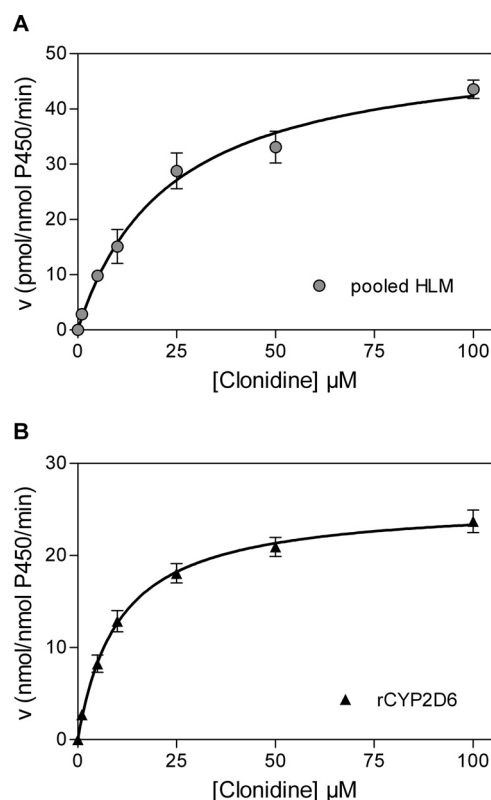 A
v (pmol/nmol P450/min)
50
40
30
20
10
0
pooled HLM
0 25 50 75 100
[Clonidine] µM
B
v (nmol/nmol P450/min)
30
20
10
0
rCYP2D6
0 25 50 75 100
[Clonidine] µM